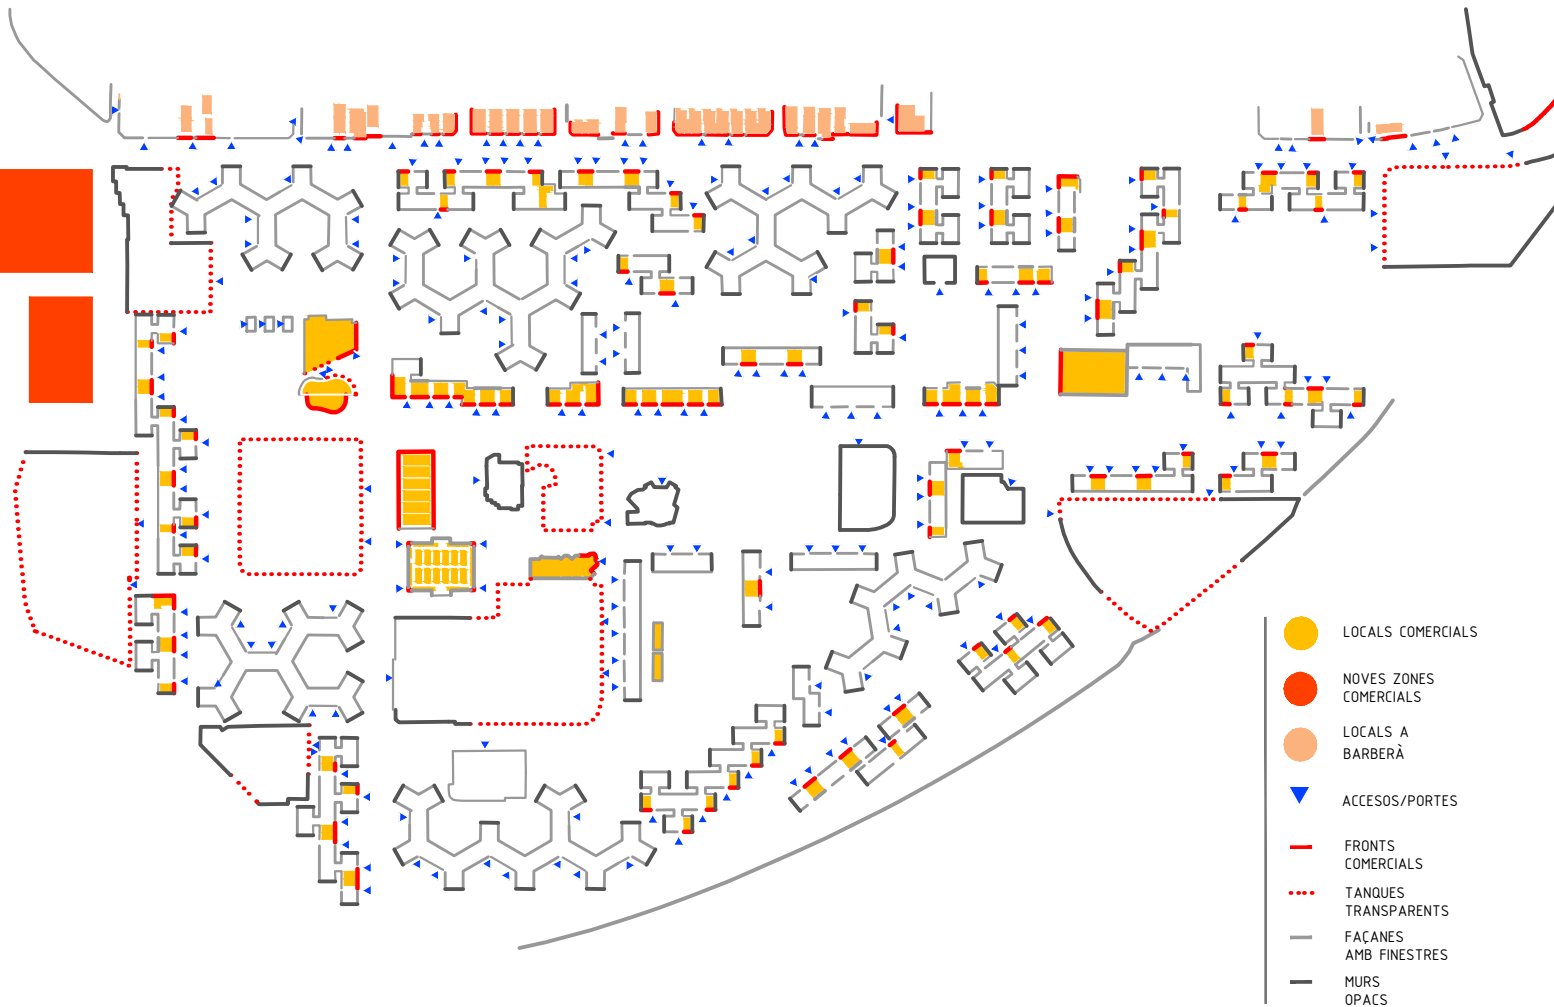 LOCALS COMERCIALS
NOVES ZONES
COMERCIALS
LOCALS A
BARBERÀ
ACCESOS/PORTES
FRONTS
COMERCIALS
TANQUES
TRANSPARENTS
FAÇANES
AMB FINESTRES
MURS
OPACS